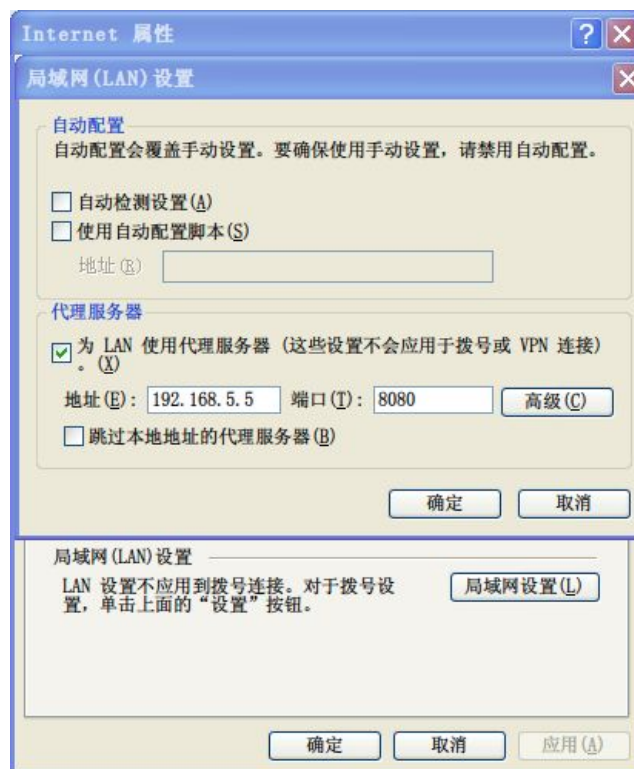 Internet 属性
局域网(LAN)设置
自动配置
自动配置会覆盖手动设置。要确保使用手动设置，请禁用自动配置。
自动检测设置(A)
使用自动配置脚本(S)
地址(R)
代理服务器
为 LAN 使用代理服务器 (这些设置不会应用于拨号或 VPN 连接)
。(X)
地址(E): 192.168.5.5 端口(T): 8080 高级(C)
跳过本地地址的代理服务器(B)
确定 取消
局域网(LAN)设置
LAN 设置不应用到拨号连接。对于拨号设 局域网设置(L)
置，单击上面的“设置”按钮。
确定 取消 应用(A)